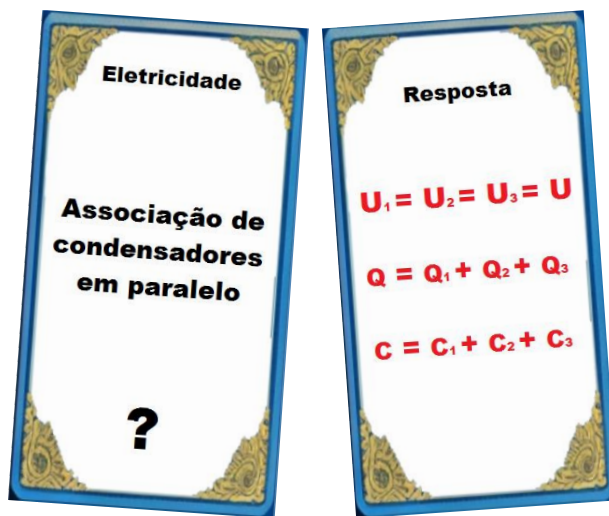 Eletricidade
Associação de
condensadores
em paralelo
?
Resposta
U₁ = U₂ = U₃ = U
Q = Q₁ + Q₂ + Q₃
C = C₁ + C₂ + C₃